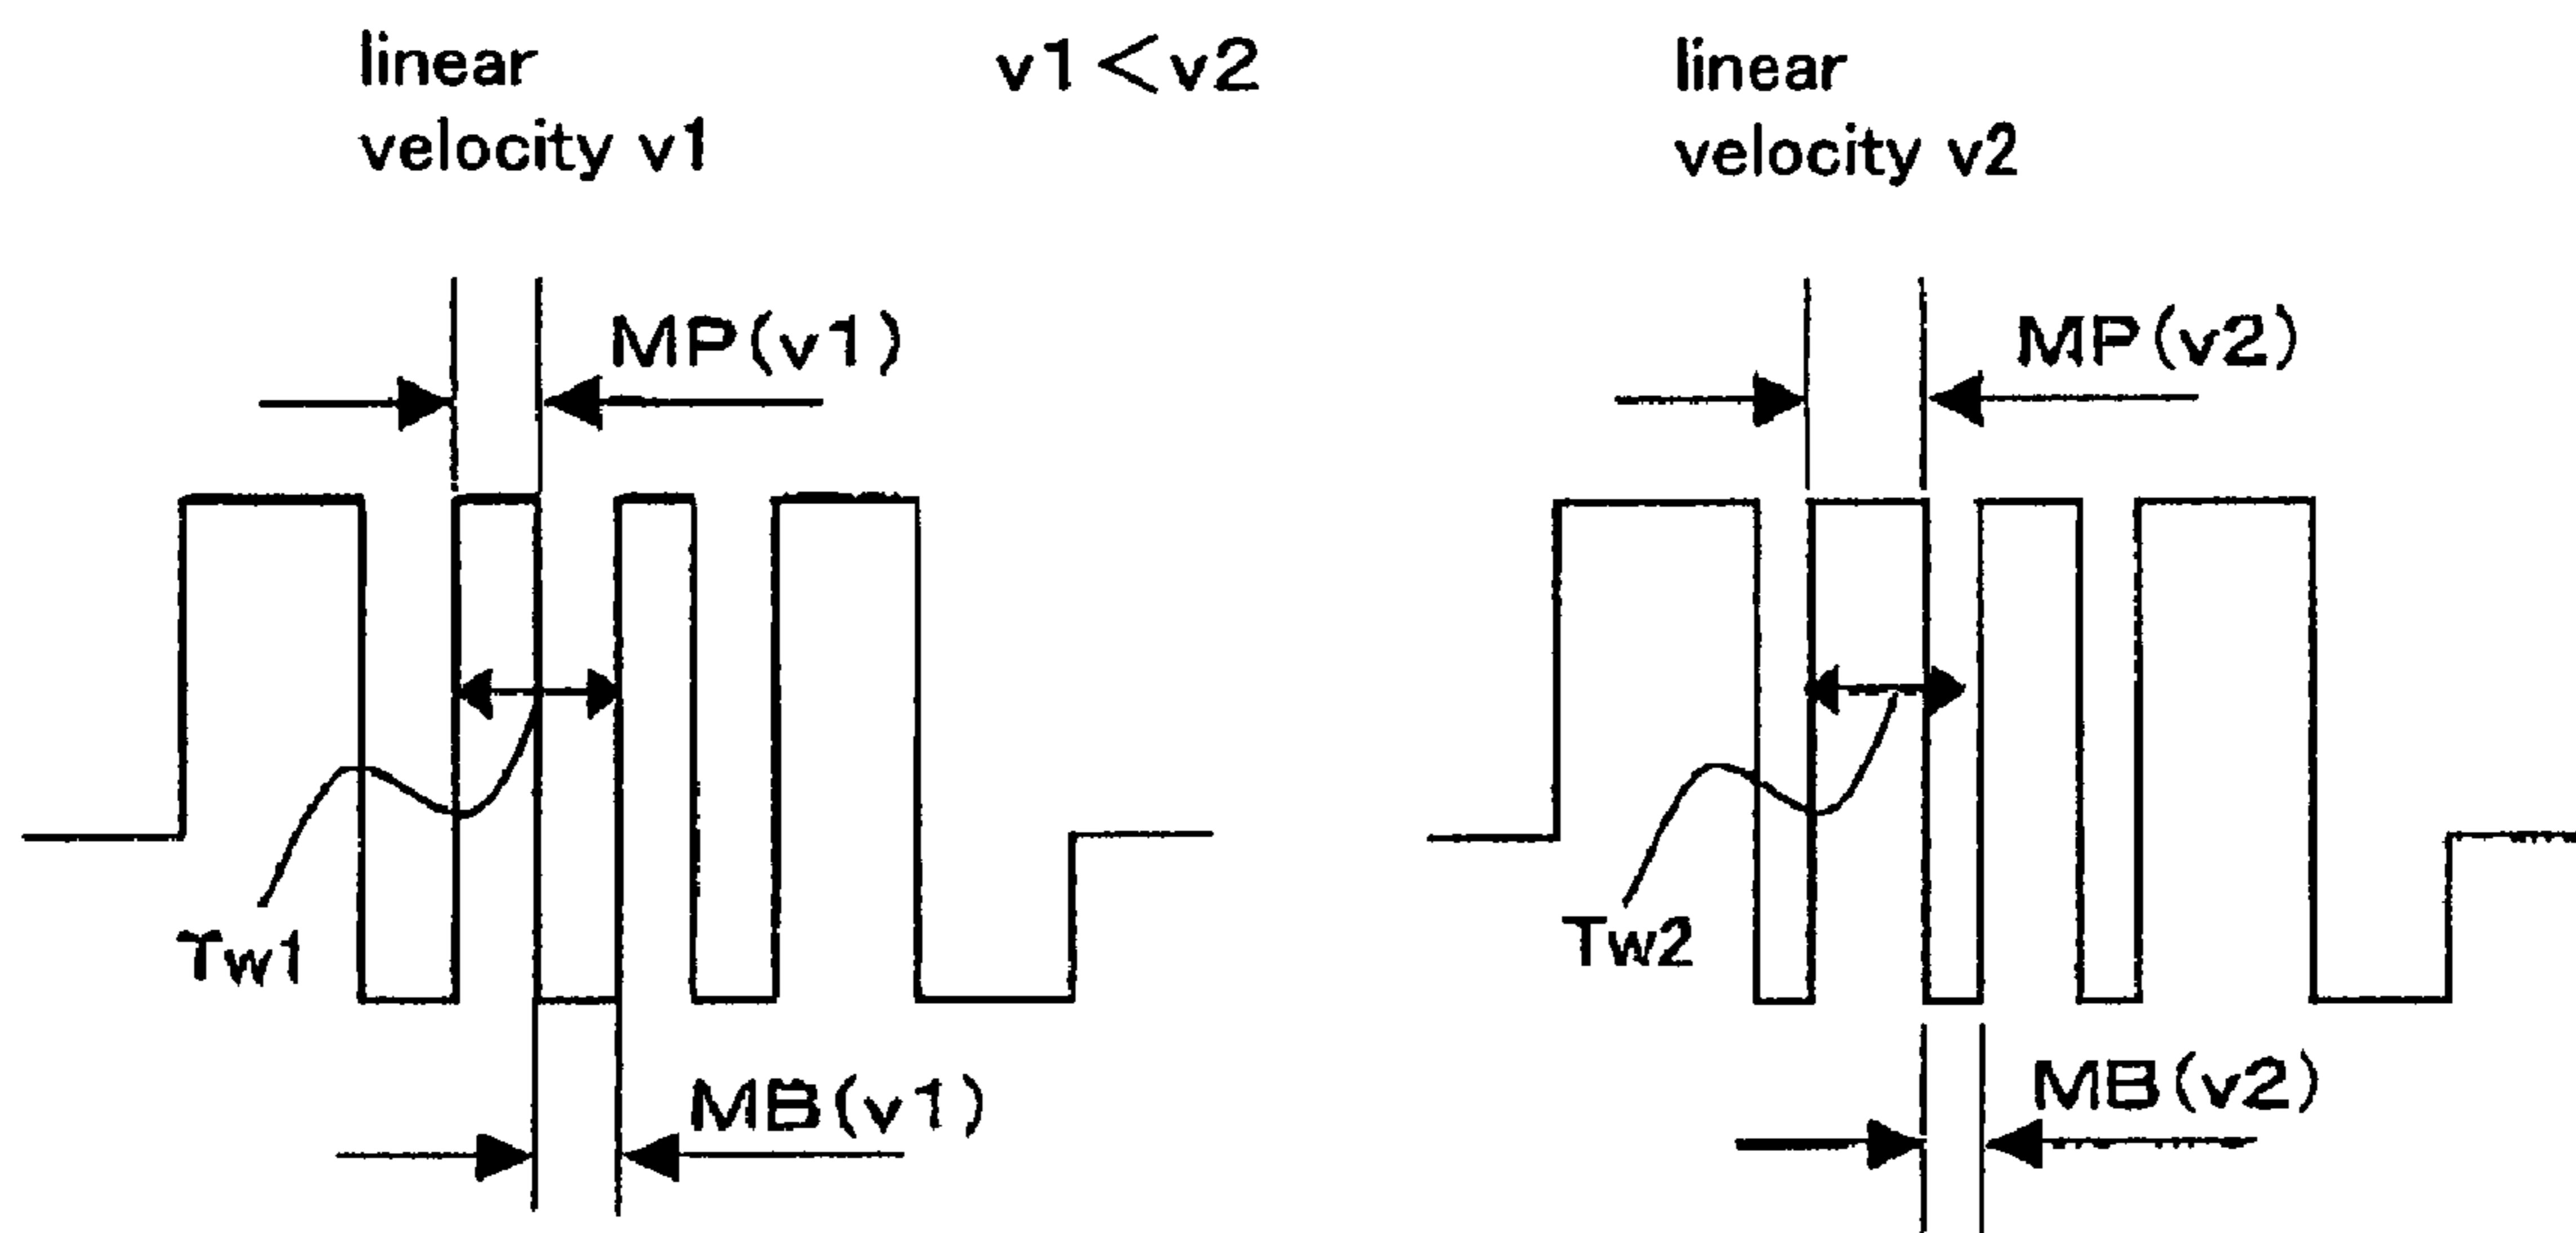 linear
velocity v1
v1<v2
linear
velocity v2
MP(v1)
MP(v2)
Tw1
Tw2
MB(v1)
MB(v2)